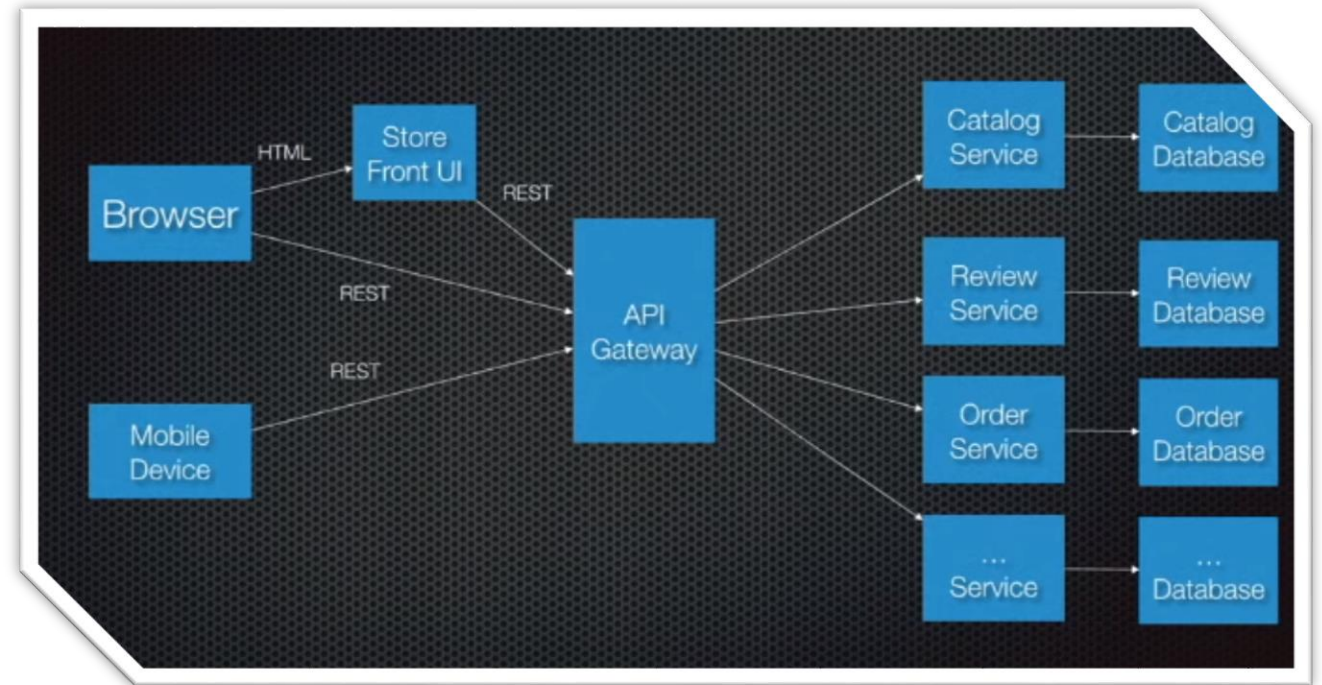 Browser
HTML
Store
Front UI
REST
REST
REST
Mobile
Device
API
Gateway
Catalog
Service
Catalog
Database
Review
Service
Review
Database
Order
Service
Order
Database
...
Service
...
Database